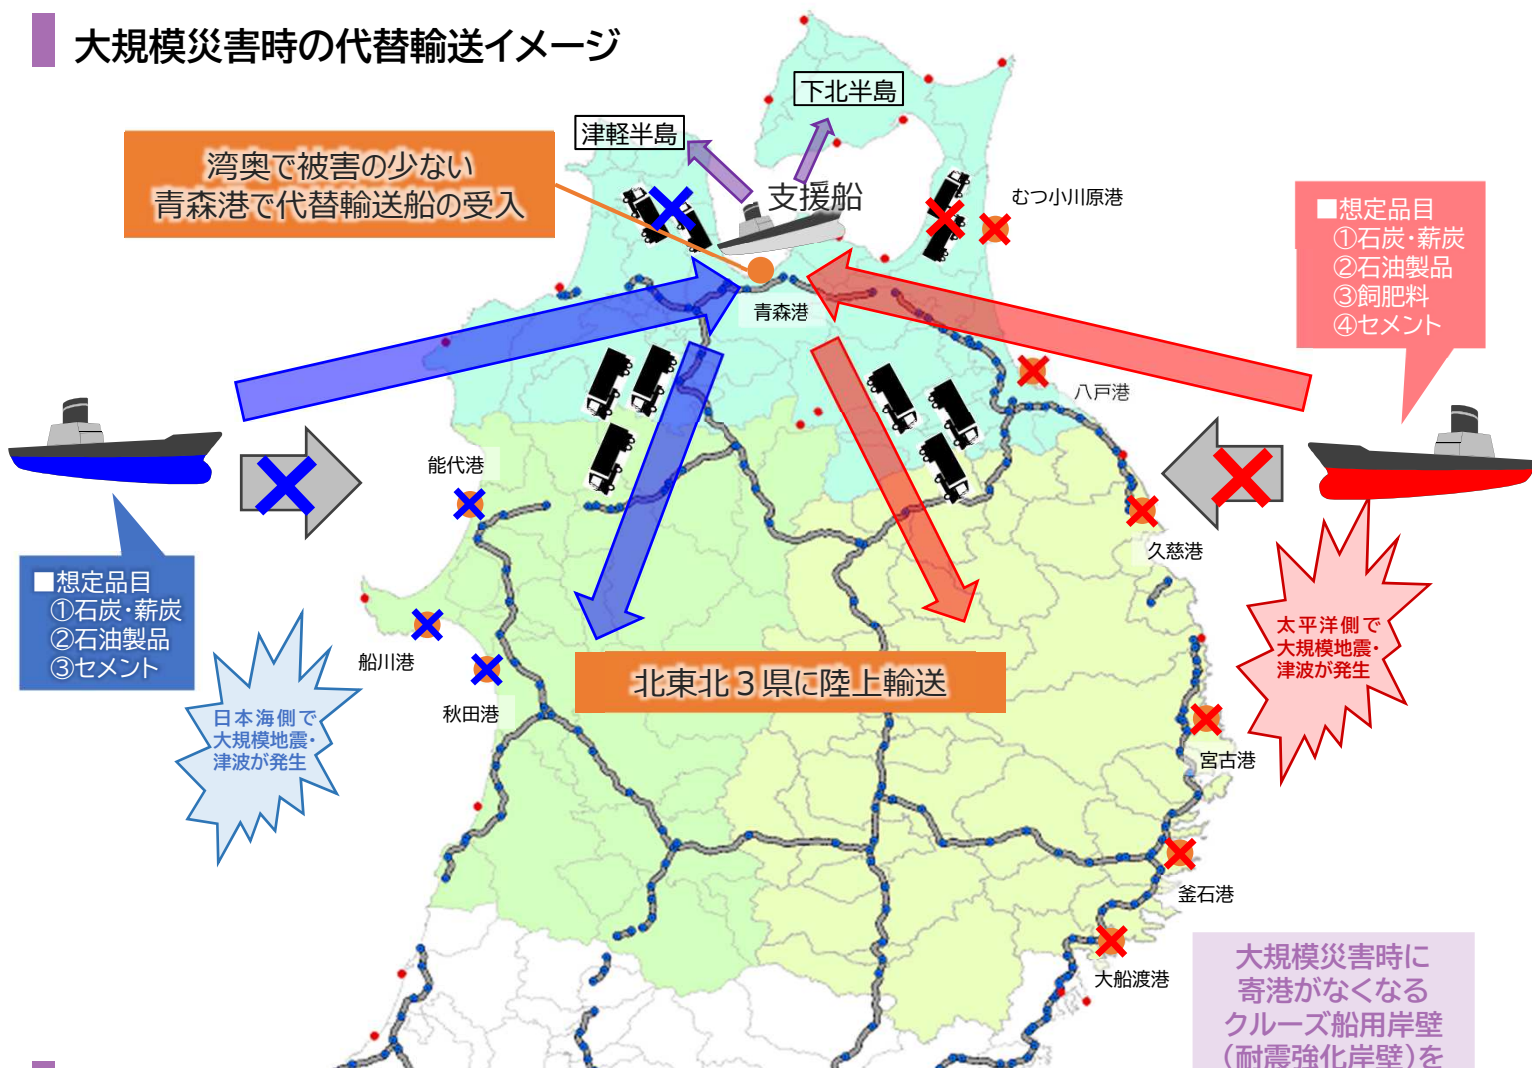 大規模災害時の代替輸送イメージ
下北半島
津軽半島
湾奥で被害の少ない
青森港で代替輸送船の受入
支援船
むつ小川原港
■想定品目
①石炭・薪炭
②石油製品
③飼肥料
④セメント
青森港
八戸港
能代港
久慈港
■想定品目
①石炭・薪炭
②石油製品
③セメント
船川港
秋田港
北東北３県に陸上輸送
太平洋側で
大規模地震・
津波が発生
日本海側で
大規模地震・
津波が発生
宮古港
釜石港
大船渡港
大規模災害時に
寄港がなくなる
クルーズ船用岸壁
（耐震強化岸壁）を